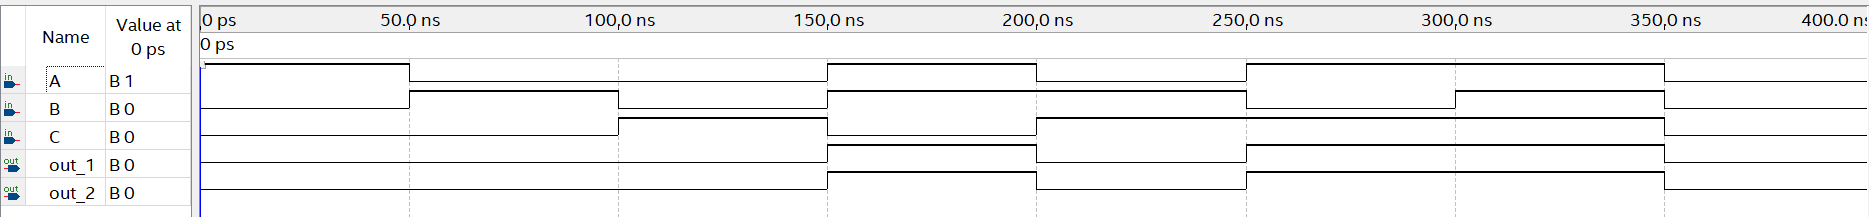 0 ps 50.0 ns 100.0 ns 150.0 ns 200.0 ns 250.0 ns 300.0 ns 350.0 ns 400.0 ns
Name Value at 0 ps
0 ps
in A B 1
in B B 0
in C B 0
out out_1 B 0
out out_2 B 0